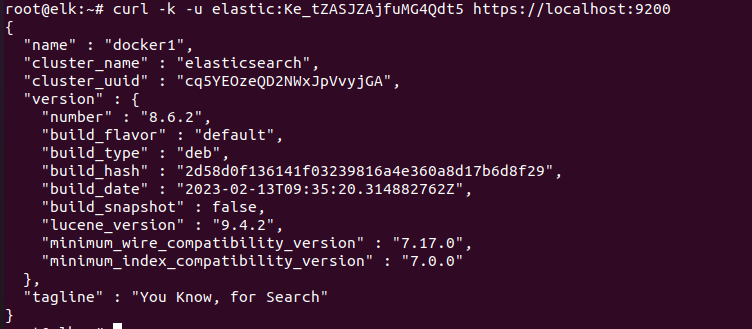 root@elk:~# curl -k -u elastic:Ke_tZASJZAjfuMG4Qdt5 https://localhost:9200
{
  "name" : "docker1",
  "cluster_name" : "elasticsearch",
  "cluster_uuid" : "cq5YEOzeQD2NWxJpVvyjGA",
  "version" : {
    "number" : "8.6.2",
    "build_flavor" : "default",
    "build_type" : "deb",
    "build_hash" : "2d58d0f136141f03239816a4e360a8d17b6d8f29",
    "build_date" : "2023-02-13T09:35:20.314882762Z",
    "build_snapshot" : false,
    "lucene_version" : "9.4.2",
    "minimum_wire_compatibility_version" : "7.17.0",
    "minimum_index_compatibility_version" : "7.0.0"
  },
  "tagline" : "You Know, for Search"
}